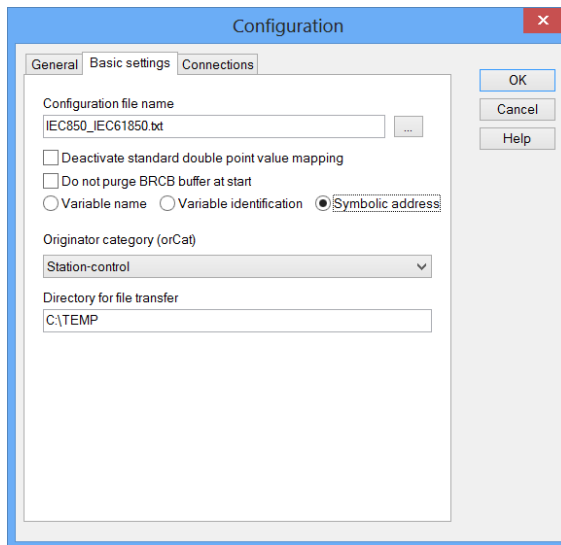 Configuration
x
General Basic settings Connections
OK
Configuration file name
Cancel
IEC850_IEC61850.txt ...
Help
Deactivate standard double point value mapping
Do not purge BRCB buffer at start
Variable name Variable identification Symbolic address
Originator category (orCat)
Station-control
Directory for file transfer
C:\TEMP